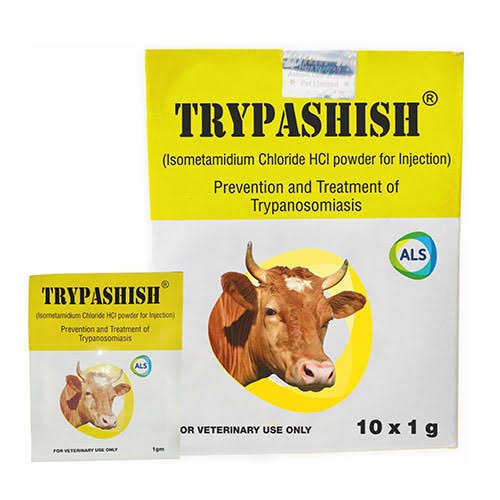 TRYPASHISH®
(Isometamidium Chloride HCl powder for Injection)
Prevention and Treatment of
Trypanosomiasis
ALS
FOR VETERINARY USE ONLY
10 x 1 g
TRYPASHISH®
(Isometamidium Chloride HCl powder for Injection)
Prevention and Treatment of
Trypanosomiasis
ALS
FOR VETERINARY USE ONLY
1gm